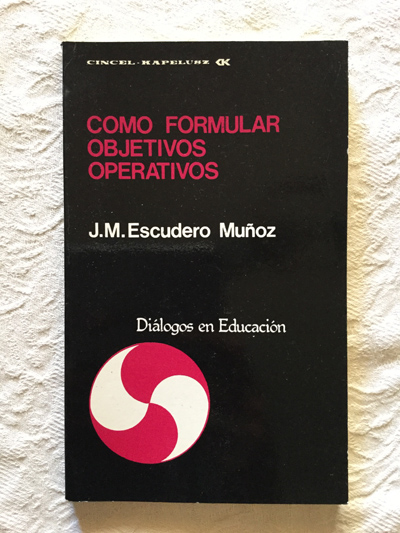 CINCEL·KAPELUSZ CK
COMO FORMULAR
OBJETIVOS
OPERATIVOS
J.M. Escudero Muñoz
Diálogos en Educación